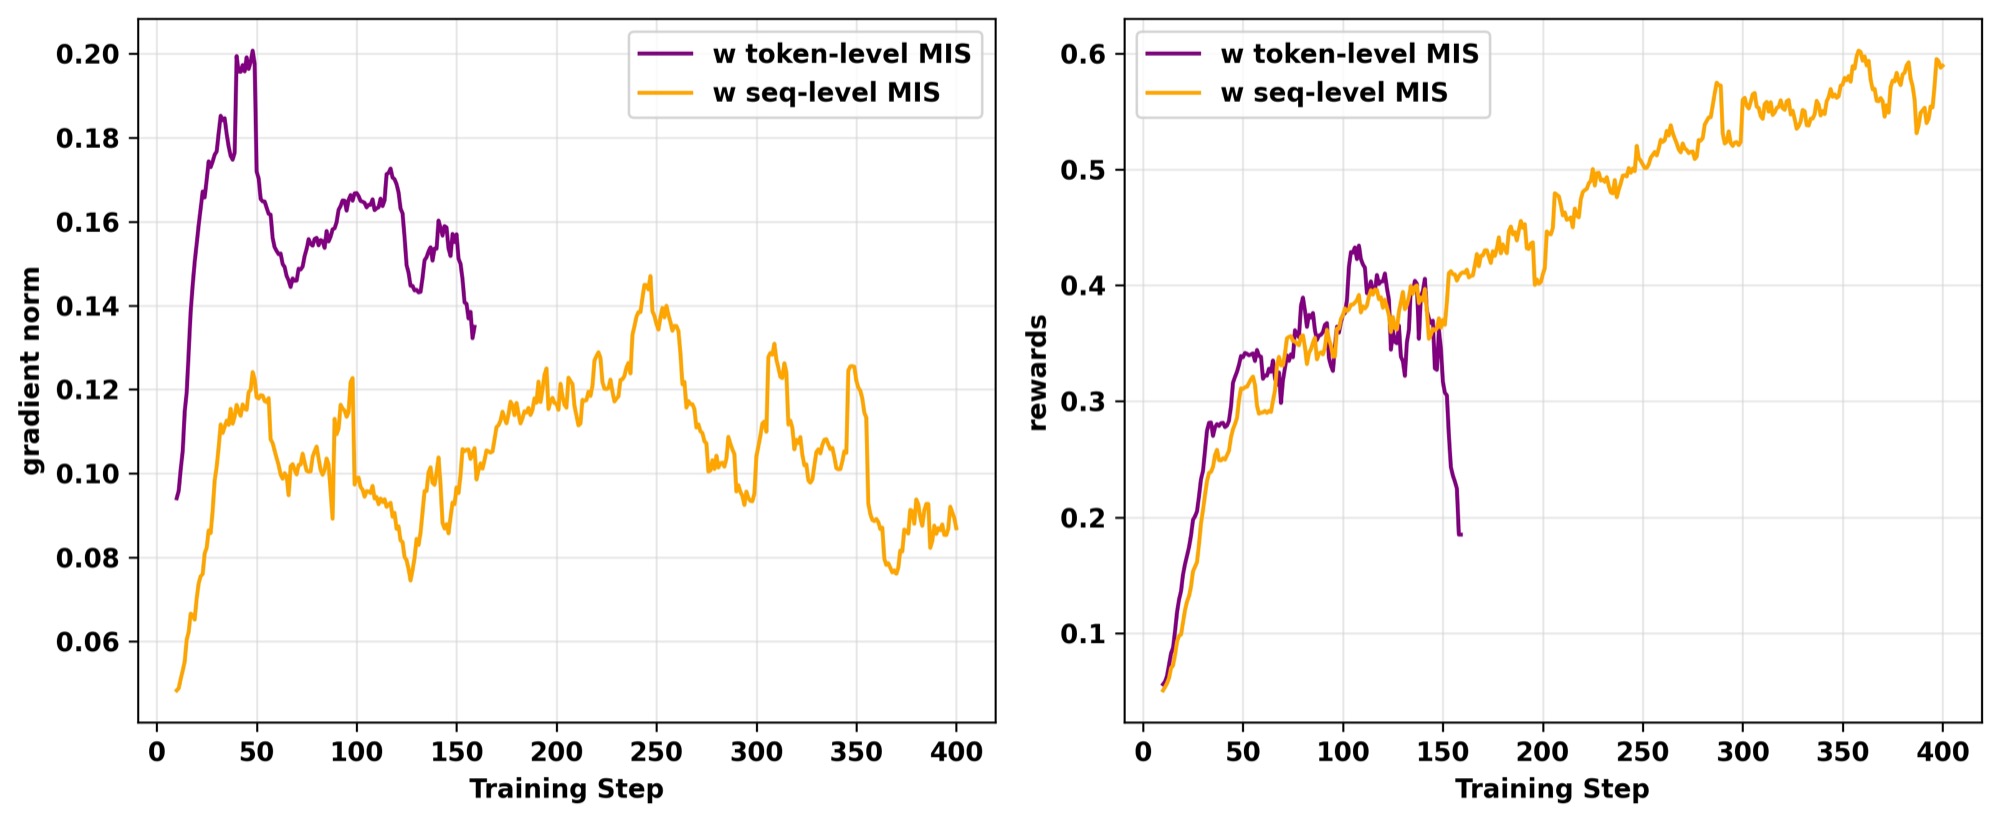 w token-level MIS
w seq-level MIS
0.20
0.18
0.16
0.14
0.12
0.10
0.08
0.06
gradient norm
0 50 100 150 200 250 300 350 400
Training Step
w token-level MIS
w seq-level MIS
0.6
0.5
0.4
0.3
0.2
0.1
rewards
0 50 100 150 200 250 300 350 400
Training Step